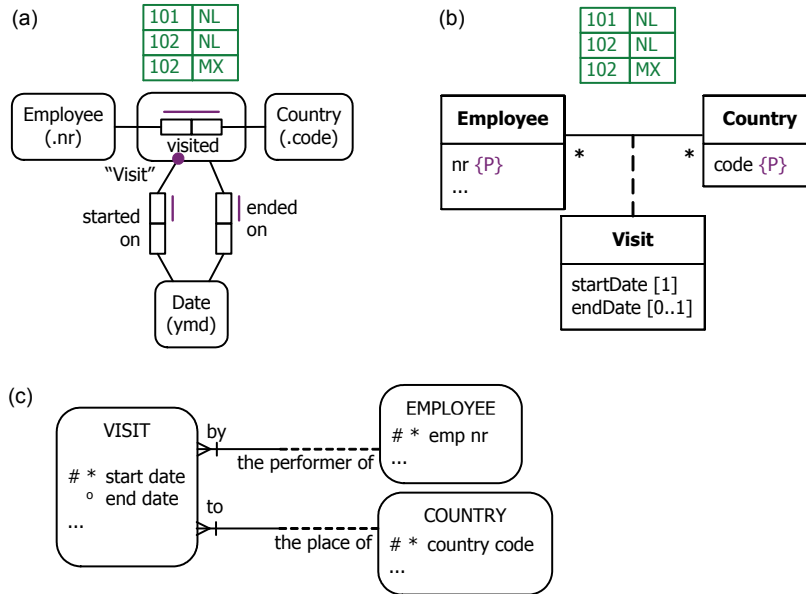 (a)
101 NL
102 NL
102 MX
Employee
(.nr)
visited
Country
(.code)
“Visit”
started
on
ended
on
Date
(ymd)
(b)
101 NL
102 NL
102 MX
Employee
nr {P}
...
*
*
Country
code {P}
Visit
startDate [1]
endDate [0..1]
(c)
VISIT
# * start date
o end date
...
by
the performer of
EMPLOYEE
# * emp nr
...
to
the place of
COUNTRY
# * country code
...